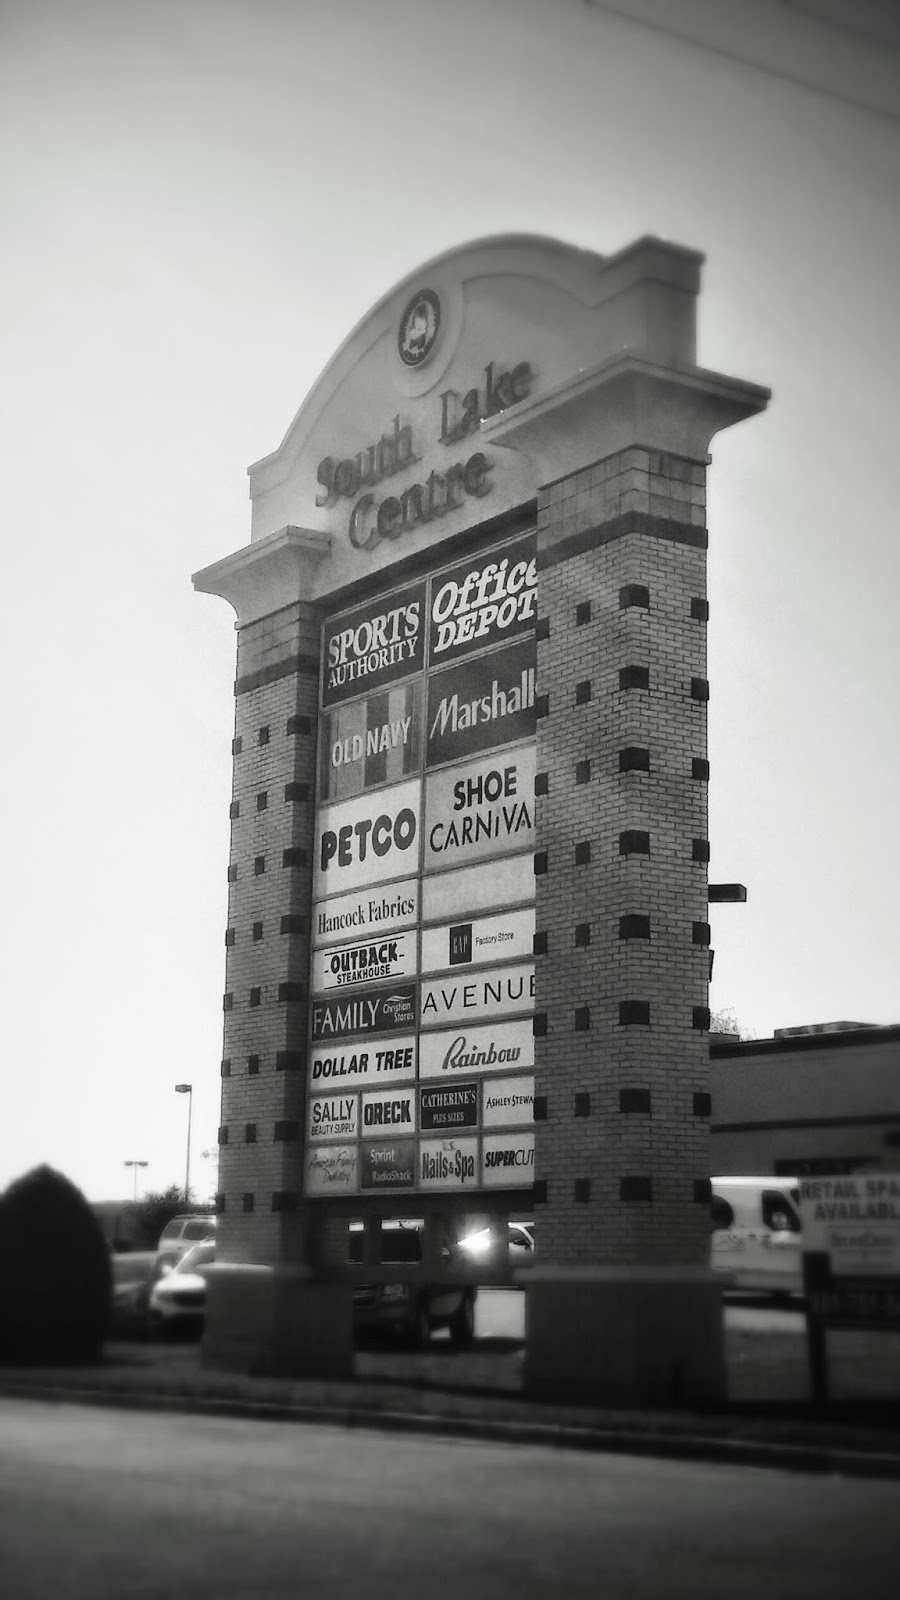 South Lake
Centre
SPORTS
AUTHORITY
Office
DEPOT
OLD NAVY
Marshall
PETCO
SHOE
CARNIVA
Hancock Fabrics
OUTBACK
STEAKHOUSE
GAP Factory Store
FAMILY Christian
Stores
AVENUE
DOLLAR TREE
Rainbow
SALLY
BEAUTY SUPPLY
ORECK
CATHERINE'S
PLUS SIZES
ASHLEY STEWA
American Family
Dentistry
Sprint
RadioShack
U.S.
Nails & Spa
SUPERCUT
RETAIL SPA
AVAILABL